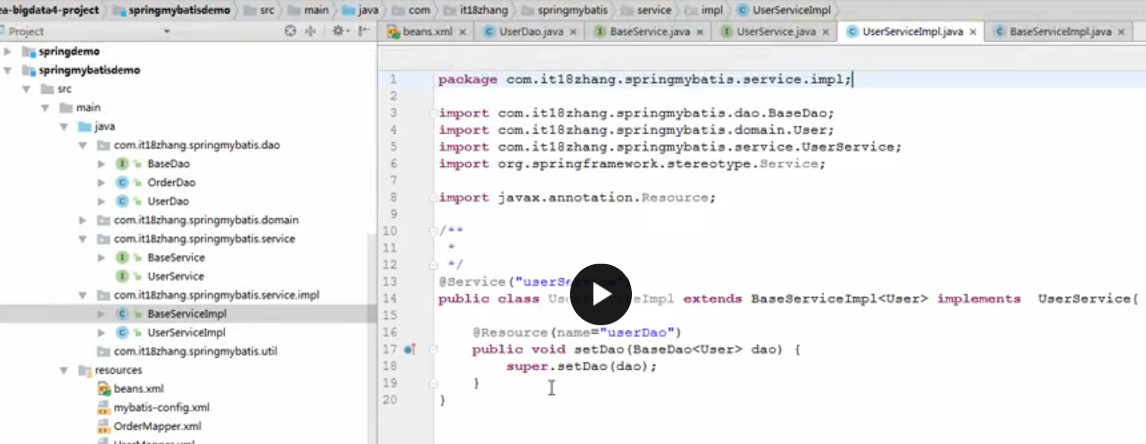 ea-bigdata4-project springmybatisdemo src main java com it18zhang springmybatis service impl UserServiceImpl
Project
beans.xml UserDao.java BaseService.java UserService.java UserServiceImpl.java BaseServiceImpl.java
springdemo
springmybatisdemo
src
main
java
com.it18zhang.springmybatis.dao
BaseDao
OrderDao
UserDao
com.it18zhang.springmybatis.domain
com.it18zhang.springmybatis.service
BaseService
UserService
com.it18zhang.springmybatis.service.impl
BaseServiceImpl
UserServiceImpl
com.it18zhang.springmybatis.util
resources
beans.xml
mybatis-config.xml
OrderMapper.xml
UserMapper.xml
1 package com.it18zhang.springmybatis.service.impl;
2
3 import com.it18zhang.springmybatis.dao.BaseDao;
4 import com.it18zhang.springmybatis.domain.User;
5 import com.it18zhang.springmybatis.service.UserService;
6 import org.springframework.stereotype.Service;
7
8 import javax.annotation.Resource;
9
10 /**
11 *
12 */
13 @Service("userSe
14 public class Us iceImpl extends BaseServiceImpl<User> implements UserService{
15
16 @Resource(name="userDao")
17 public void setDao(BaseDao<User> dao) {
18 super.setDao(dao);
19 }
20 }